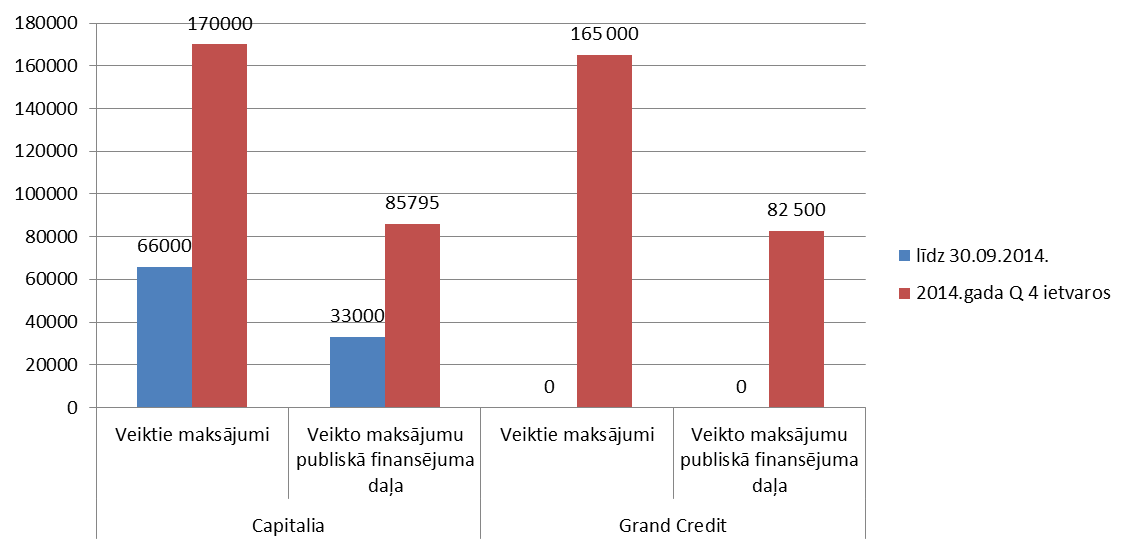 180000
160000
140000
120000
100000
80000
60000
40000
20000
0
170000
66000
85795
33000
165 000
0
82 500
0
Veiktie maksājumi
Veikto maksājumu
publiskā finansējuma
daļa
Veiktie maksājumi
Veikto maksājumu
publiskā finansējuma
daļa
Capitalia
Grand Credit
līdz 30.09.2014.
2014.gada Q 4 ietvaros